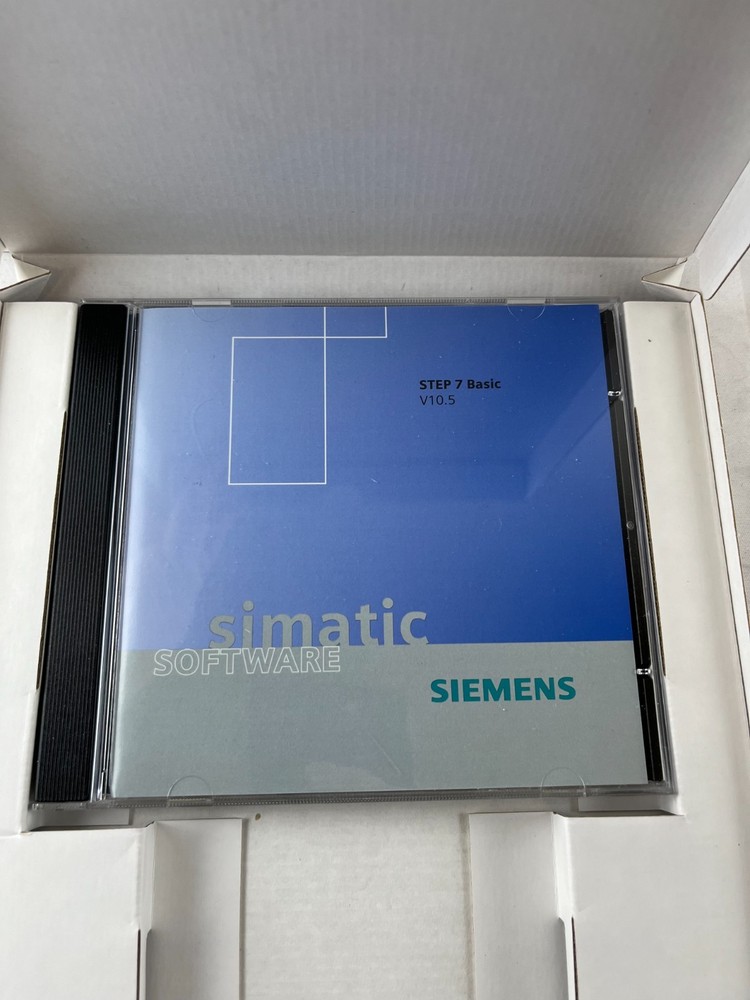 STEP 7 Basic
V10.5
simatic
SOFTWARE
SIEMENS